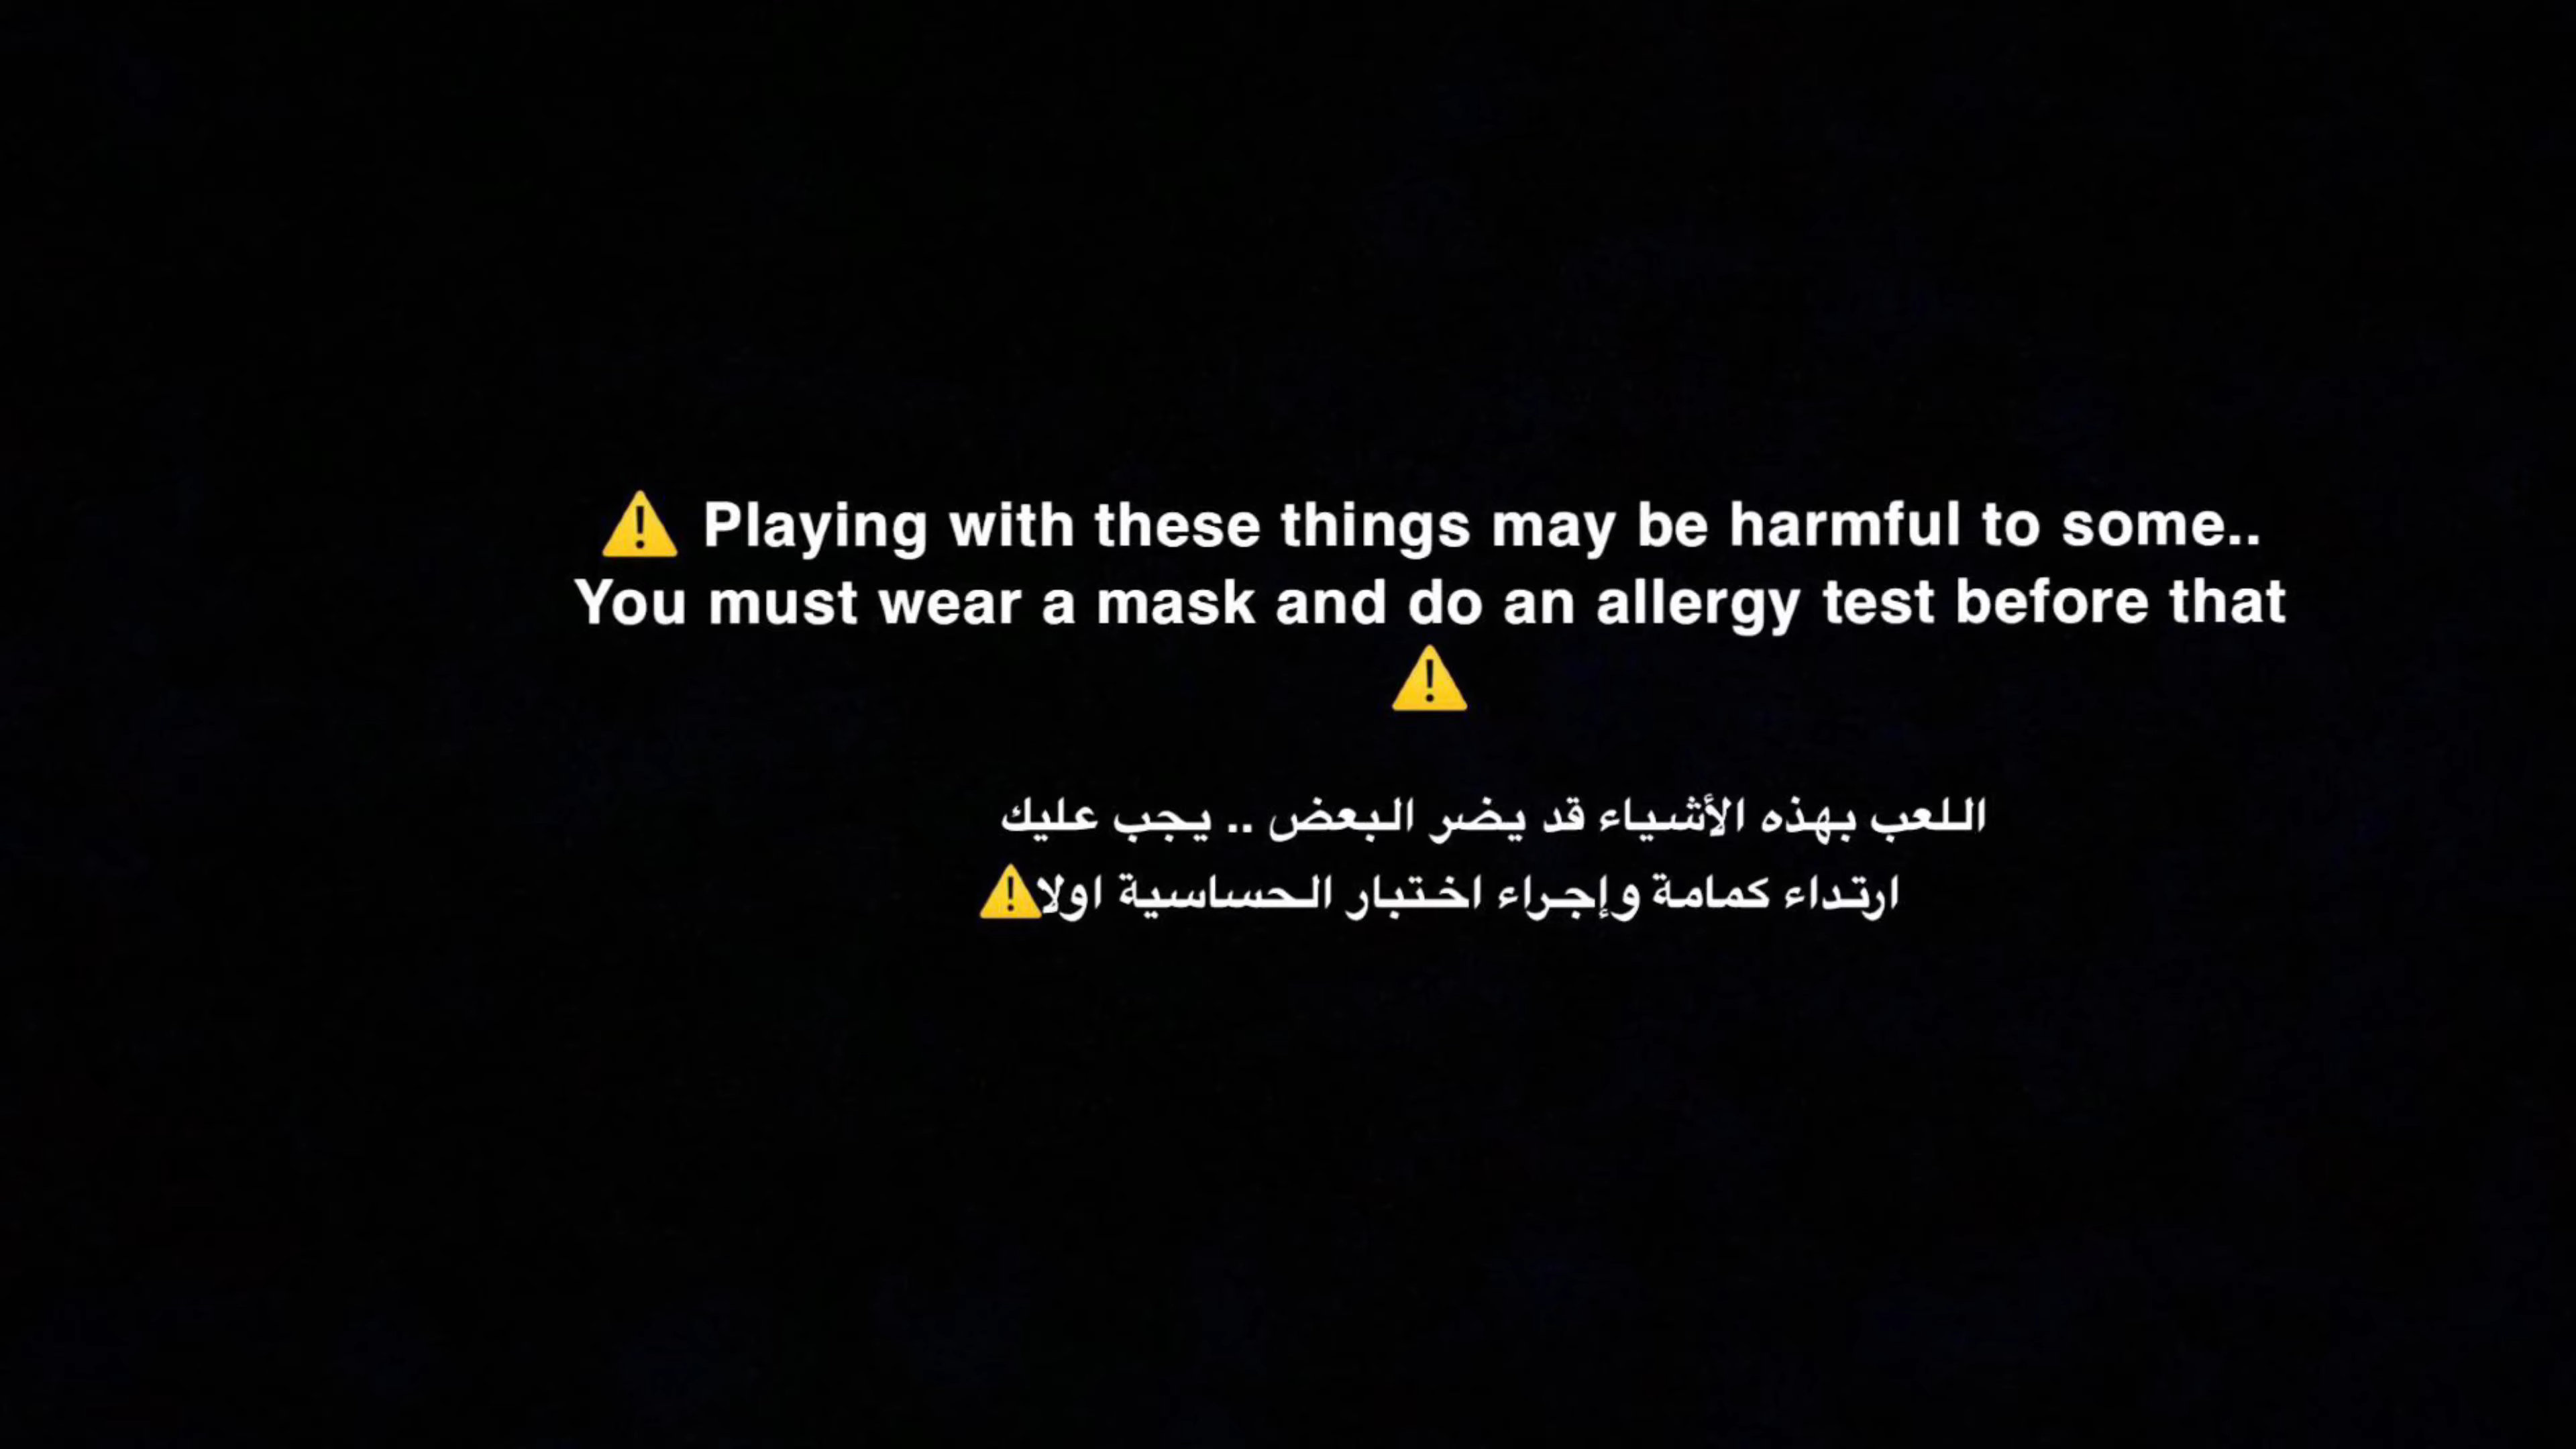 ⚠️ Playing with these things may be harmful to some..
You must wear a mask and do an allergy test before that
⚠️
اللعب بهذه الأشياء قد يضر البعض .. يجب عليك
ارتداء كمامة وإجراء اختبار الحساسية اولا⚠️